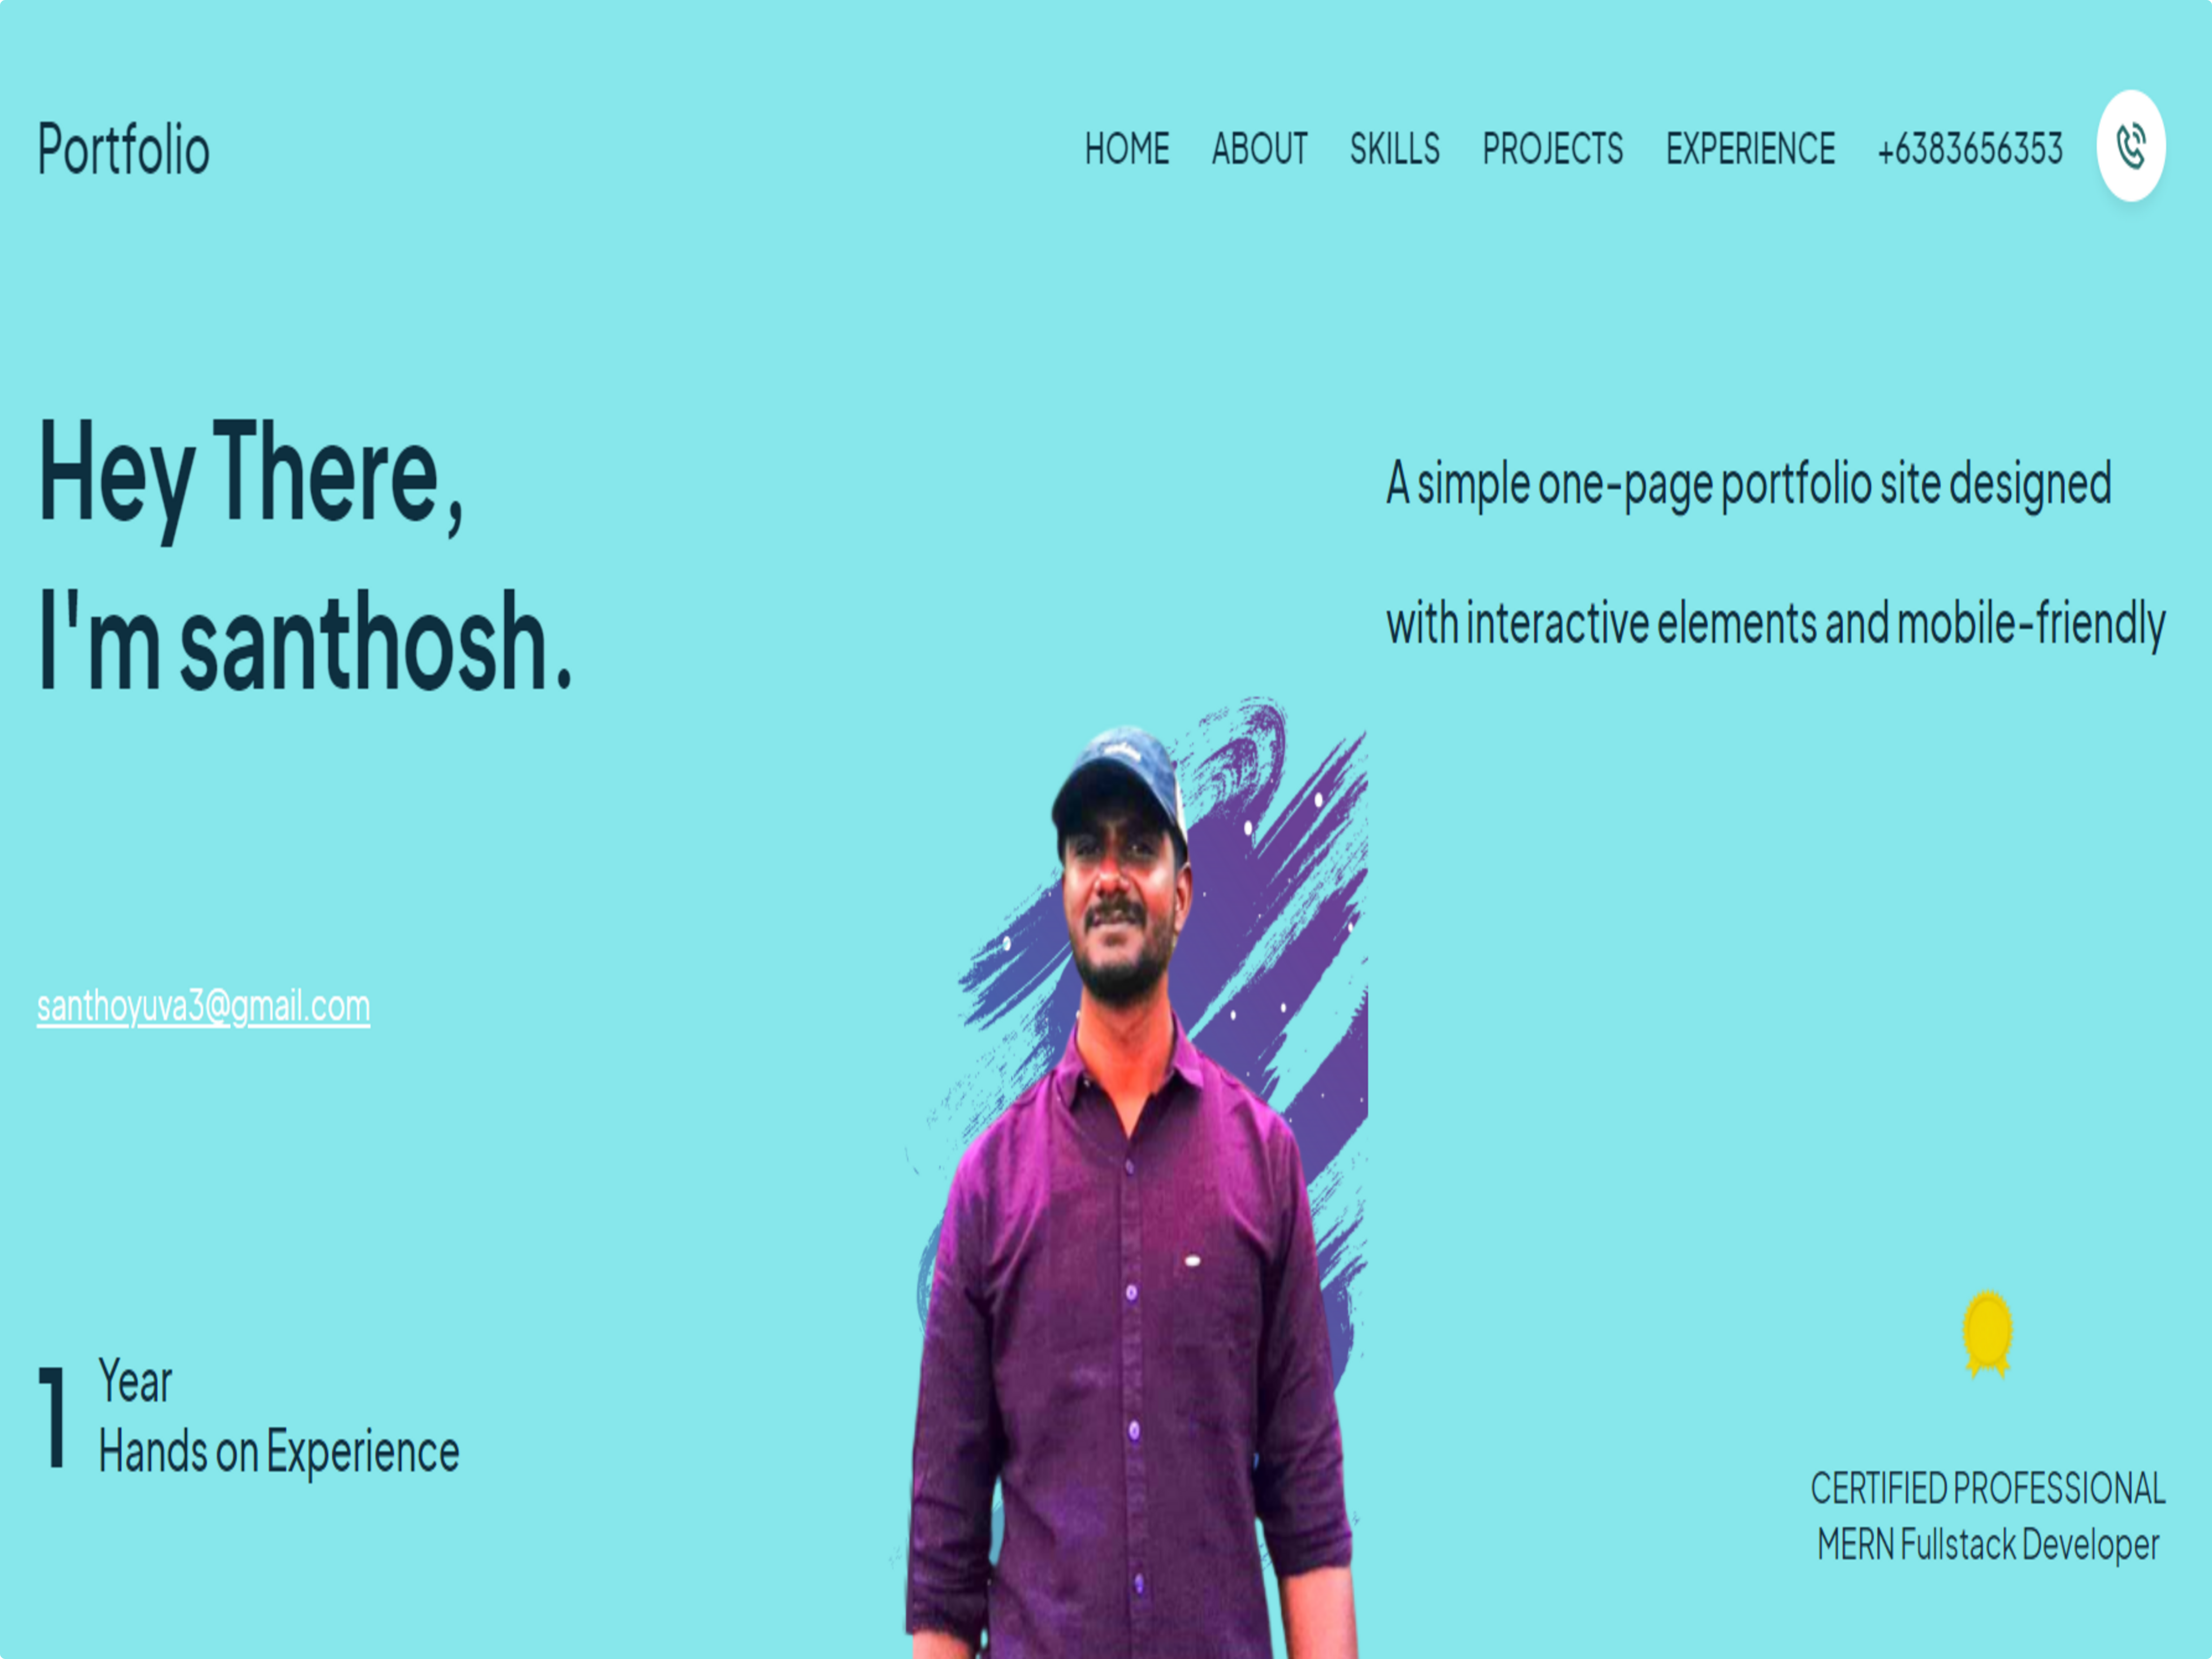 Portfolio
HOME ABOUT SKILLS PROJECTS EXPERIENCE +6383656353
Hey There,
I'm santhosh.
A simple one-page portfolio site designed
with interactive elements and mobile-friendly
santhoyuva3@gmail.com
1 Year
Hands on Experience
CERTIFIED PROFESSIONAL
MERN Fullstack Developer